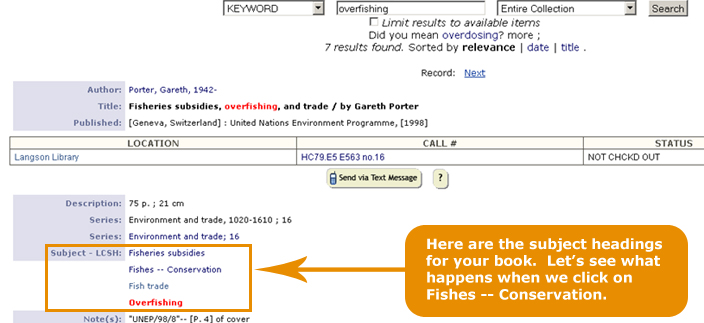 KEYWORD overfishing Entire Collection Search
Limit results to available items
Did you mean overdosing? more ;
7 results found. Sorted by relevance | date | title .
Record: Next
Author: Porter, Gareth, 1942-
Title: Fisheries subsidies, overfishing, and trade / by Gareth Porter
Published: [Geneva, Switzerland] : United Nations Environment Programme, [1998]
LOCATION CALL # STATUS
Langson Library HC79.E5 E563 no.16 NOT CHCKD OUT
Send via Text Message ?
Description: 75 p. ; 21 cm
Series: Environment and trade, 1020-1610 ; 16
Series: Environment and trade; 16
Subject - LCSH: Fisheries subsidies
Fishes -- Conservation
Fish trade
Overfishing
Note(s): "UNEP/98/8"-- [P. 4] of cover
Here are the subject headings
for your book. Let's see what
happens when we click on
Fishes -- Conservation.